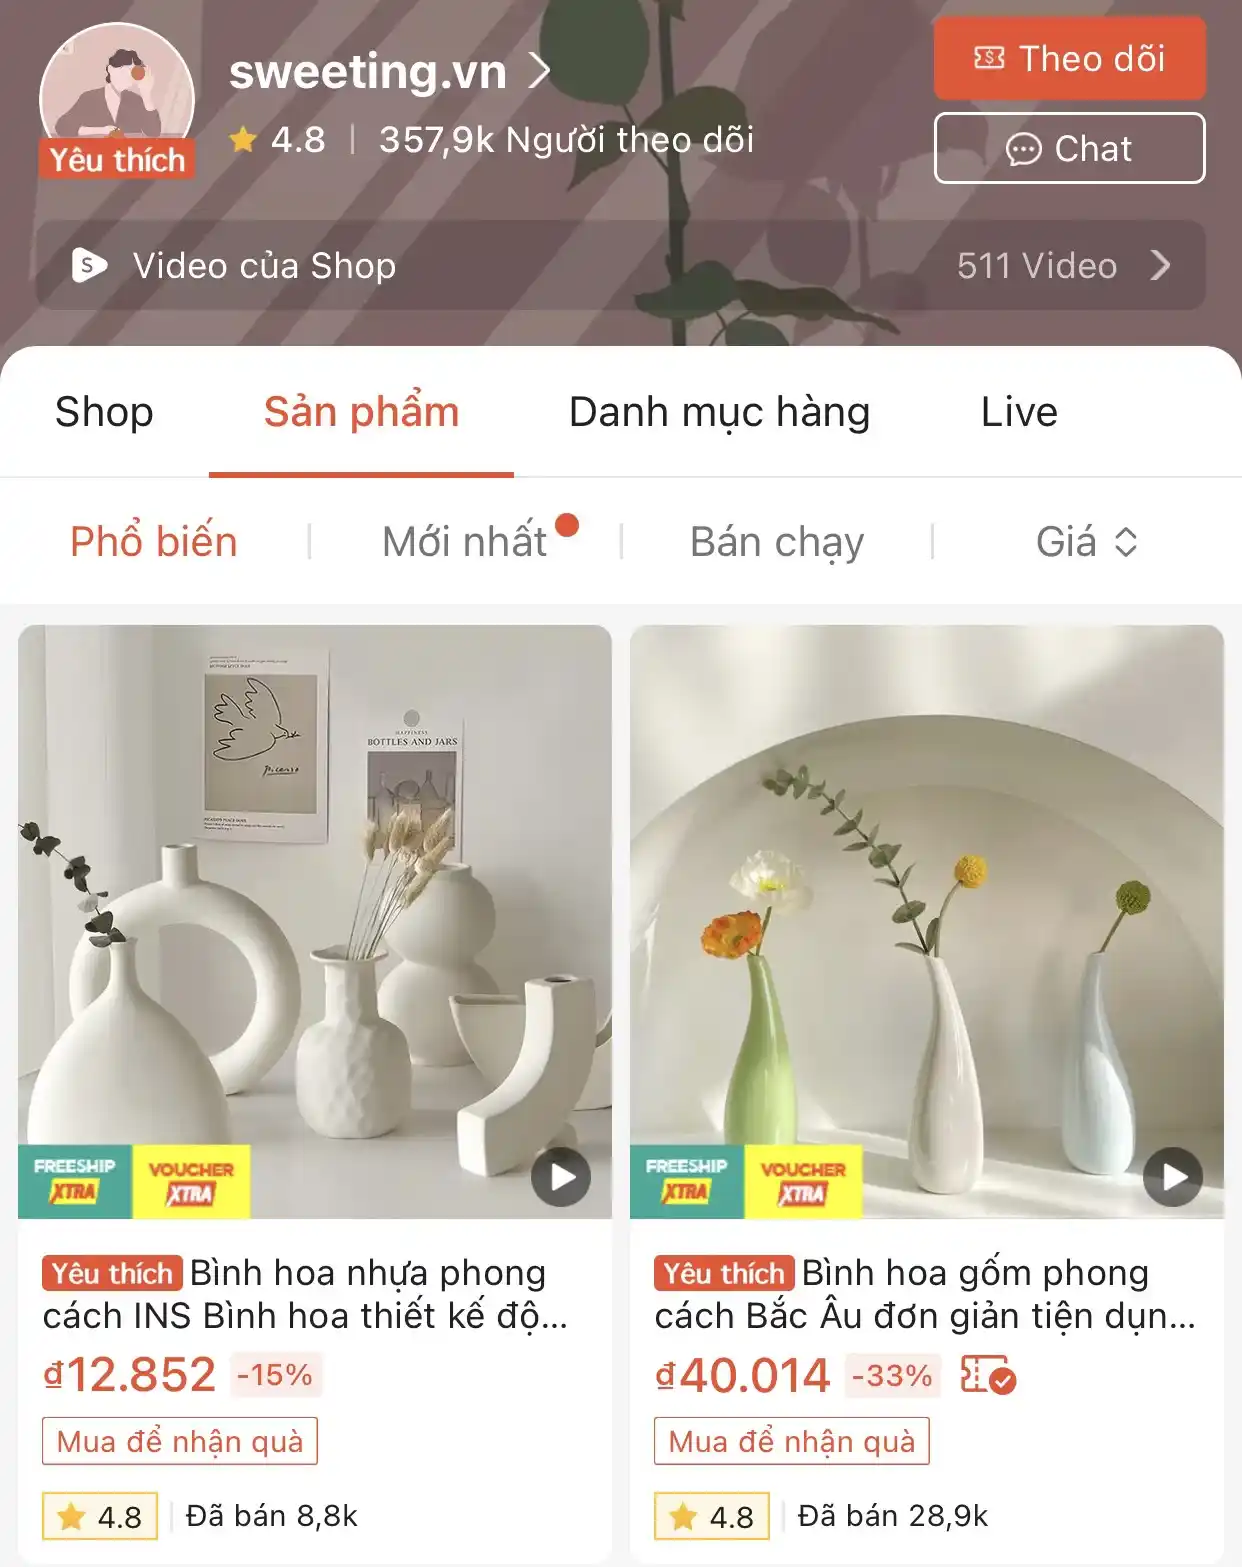 sweeting.vn
4.8 | 357,9k Người theo dõi
Yêu thích
Theo dõi
Chat
Video của Shop
511 Video
Shop
Sản phẩm
Danh mục hàng
Live
Phổ biến
Mới nhất
Bán chạy
Giá
Picasso
HAPPINESS
BOTTLES AND JARS
FREESHIP XTRA
VOUCHER XTRA
Yêu thích Bình hoa nhựa phong
cách INS Bình hoa thiết kế độ...
₫12.852 -15%
Mua để nhận quà
4.8 | Đã bán 8,8k
FREESHIP XTRA
VOUCHER XTRA
Yêu thích Bình hoa gốm phong
cách Bắc Âu đơn giản tiện dụn...
₫40.014 -33%
Mua để nhận quà
4.8 | Đã bán 28,9k